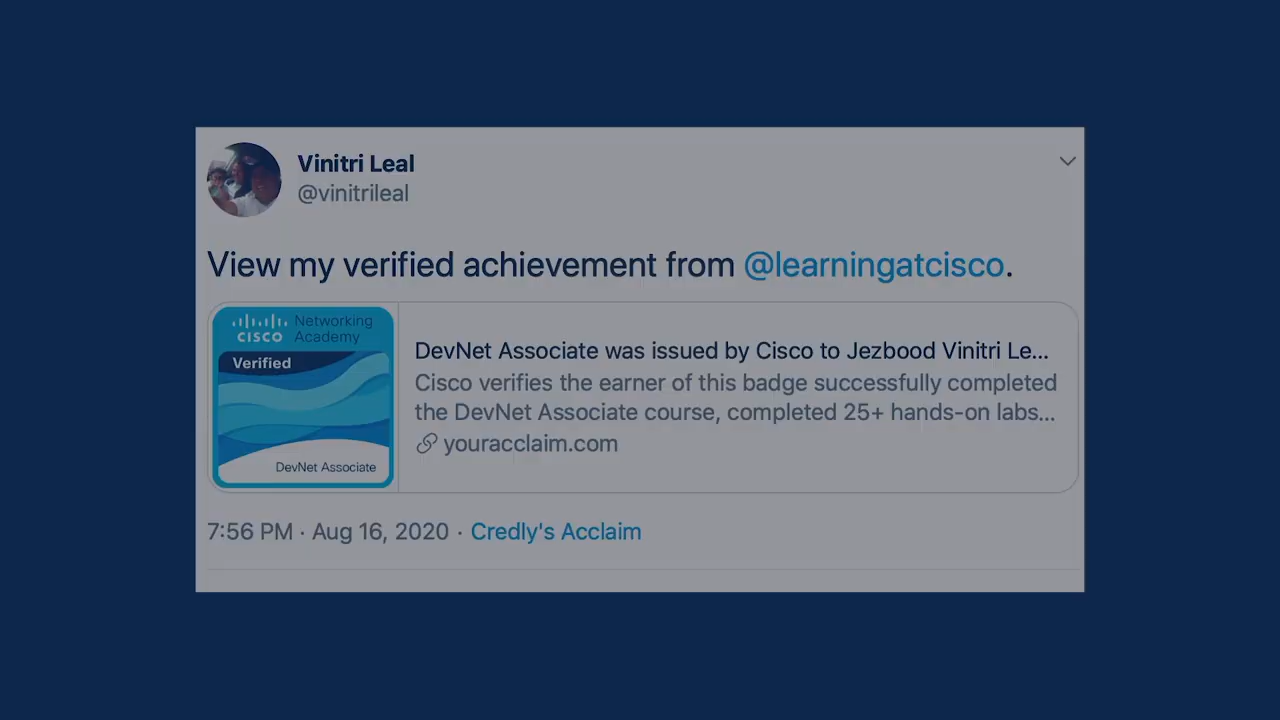 Vinitri Leal
@vinitrileal
View my verified achievement from @learningatcisco.
CISCO Networking Academy
Verified
DevNet Associate
DevNet Associate was issued by Cisco to Jezbood Vinitri Le...
Cisco verifies the earner of this badge successfully completed
the DevNet Associate course, completed 25+ hands-on labs...
youracclaim.com
7:56 PM · Aug 16, 2020 · Credly's Acclaim